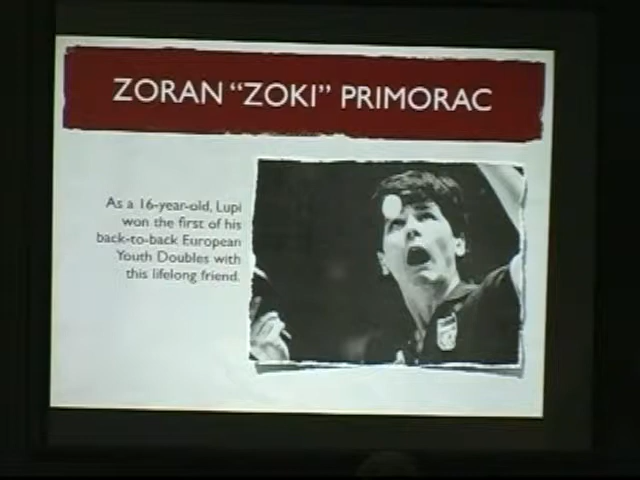 ZORAN “ZOKI” PRIMORAC
As a 16-year-old, Lupi
won the first of his
back-to-back European
Youth Doubles with
this lifelong friend.